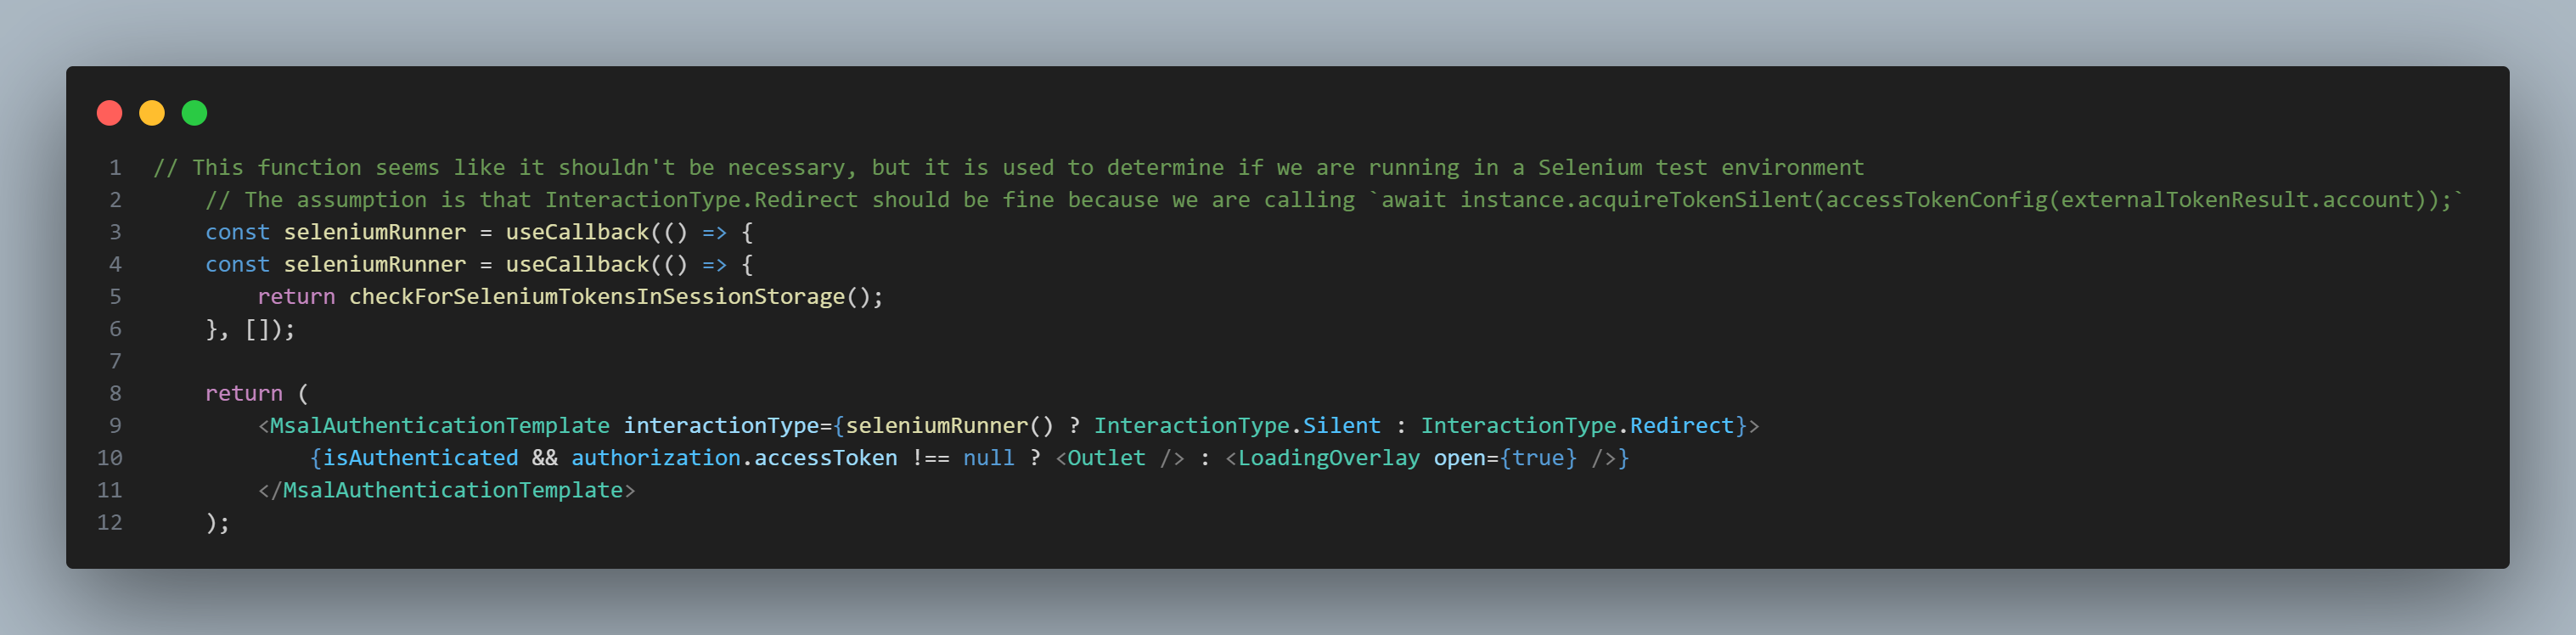 1 // This function seems like it shouldn't be necessary, but it is used to determine if we are running in a Selenium test environment
2     // The assumption is that InteractionType.Redirect should be fine because we are calling `await instance.acquireTokenSilent(accessTokenConfig(externalTokenResult.account));`
3     const seleniumRunner = useCallback(() => {
4     const seleniumRunner = useCallback(() => {
5         return checkForSeleniumTokensInSessionStorage();
6     }, []);
7
8     return (
9         <MsalAuthenticationTemplate interactionType={seleniumRunner() ? InteractionType.Silent : InteractionType.Redirect}>
10             {isAuthenticated && authorization.accessToken !== null ? <Outlet /> : <LoadingOverlay open={true} />}
11         </MsalAuthenticationTemplate>
12     );